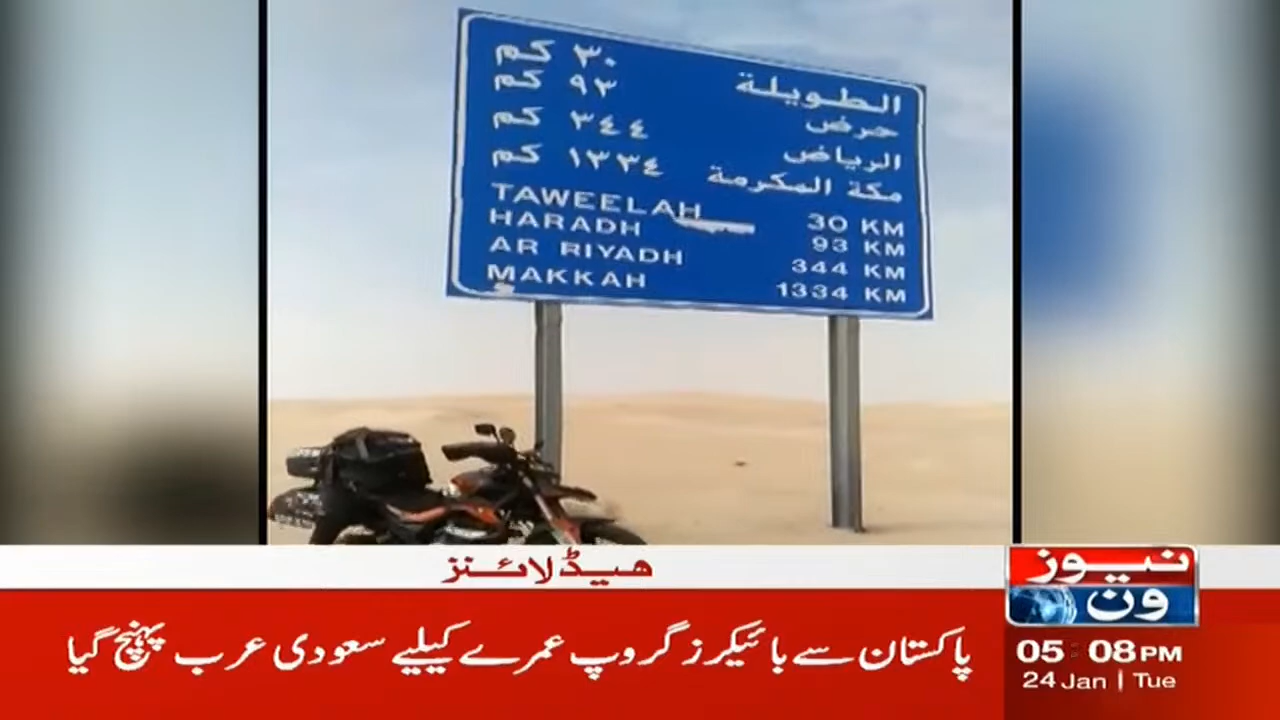 الطويلة ٣٠ كم
حرض ٩٣ كم
الرياض ٣٤٤ كم
مكة المكرمة ١٣٣٤ كم
TAWEELAH 30 KM
HARADH 93 KM
AR RIYADH 344 KM
MAKKAH 1334 KM
ہیڈلائنز
نیوز
ون
پاکستان سے بائیکرز گروپ عمرے کیلیے سعودی عرب پہنچ گیا
05:08 PM
24 Jan | Tue